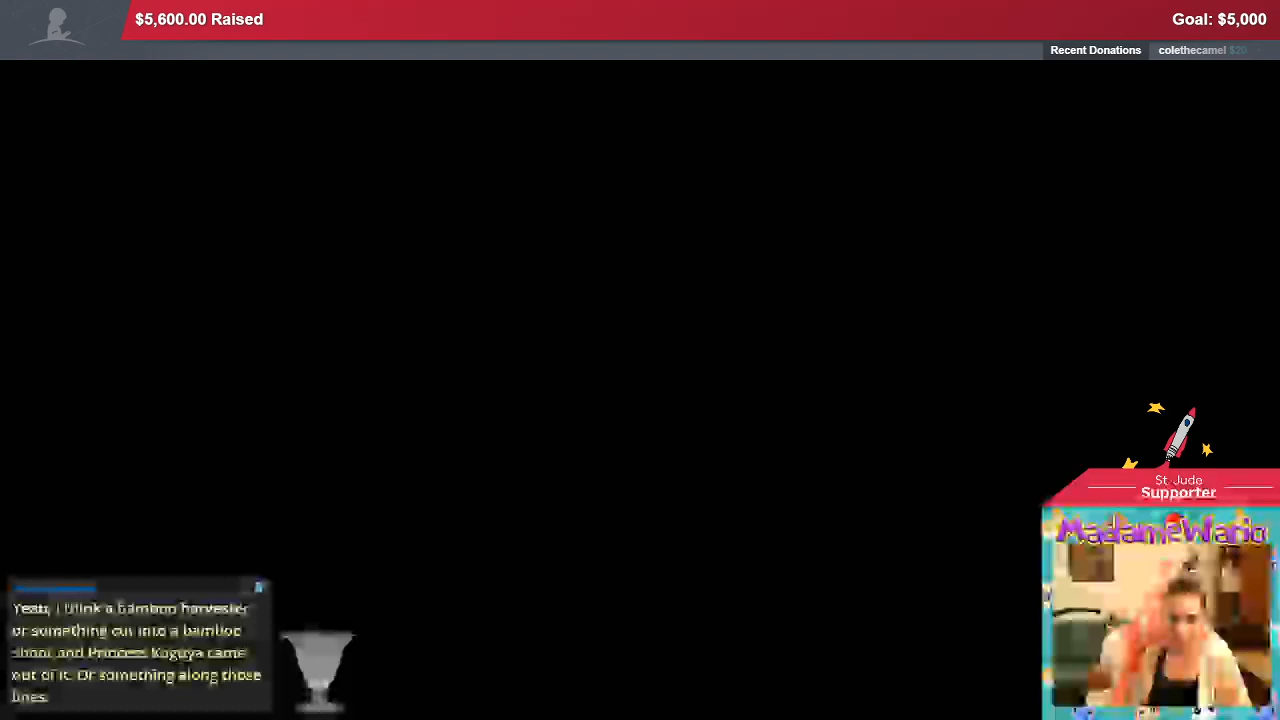 $5,600.00 Raised
Goal: $5,000
Recent Donations
colethecamel $20
St. Jude
Supporter
MadameWario
Yeah, I think a bamboo harvester
or something cut into a bamboo
shoot and Princess Kaguya came
out of it. Or something along those
lines.